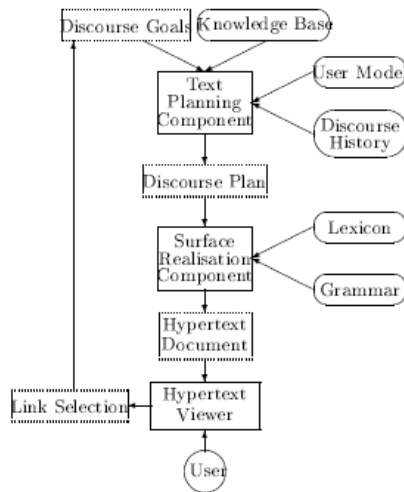 Discourse Goals
Knowledge Base
Text
Planning
Component
User Model
Discourse
History
Discourse Plan
Surface
Realisation
Component
Lexicon
Grammar
Hypertext
Document
Link Selection
Hypertext
Viewer
User